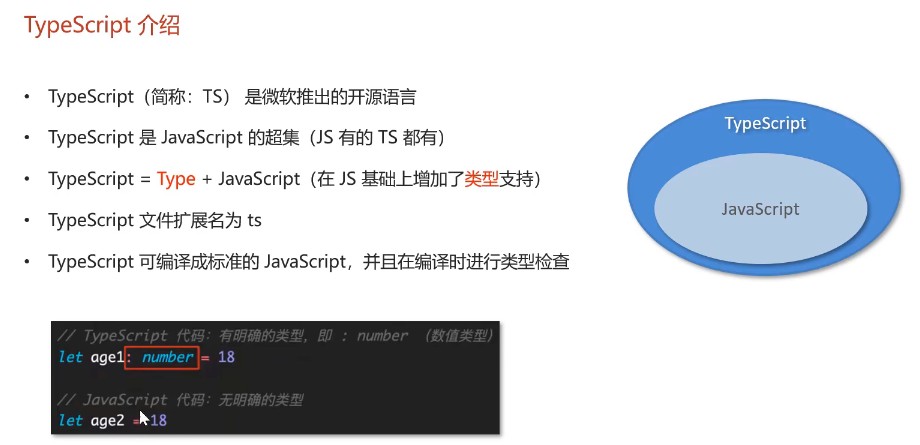 TypeScript 介绍
• TypeScript（简称：TS） 是微软推出的开源语言
• TypeScript 是 JavaScript 的超集（JS 有的 TS 都有）
• TypeScript = Type + JavaScript（在 JS 基础上增加了类型支持）
• TypeScript 文件扩展名为 ts
• TypeScript 可编译成标准的 JavaScript，并且在编译时进行类型检查
TypeScript
JavaScript
// TypeScript 代码：有明确的类型，即 : number （数值类型）
let age1: number = 18
// JavaScript 代码：无明确的类型
let age2 = 18